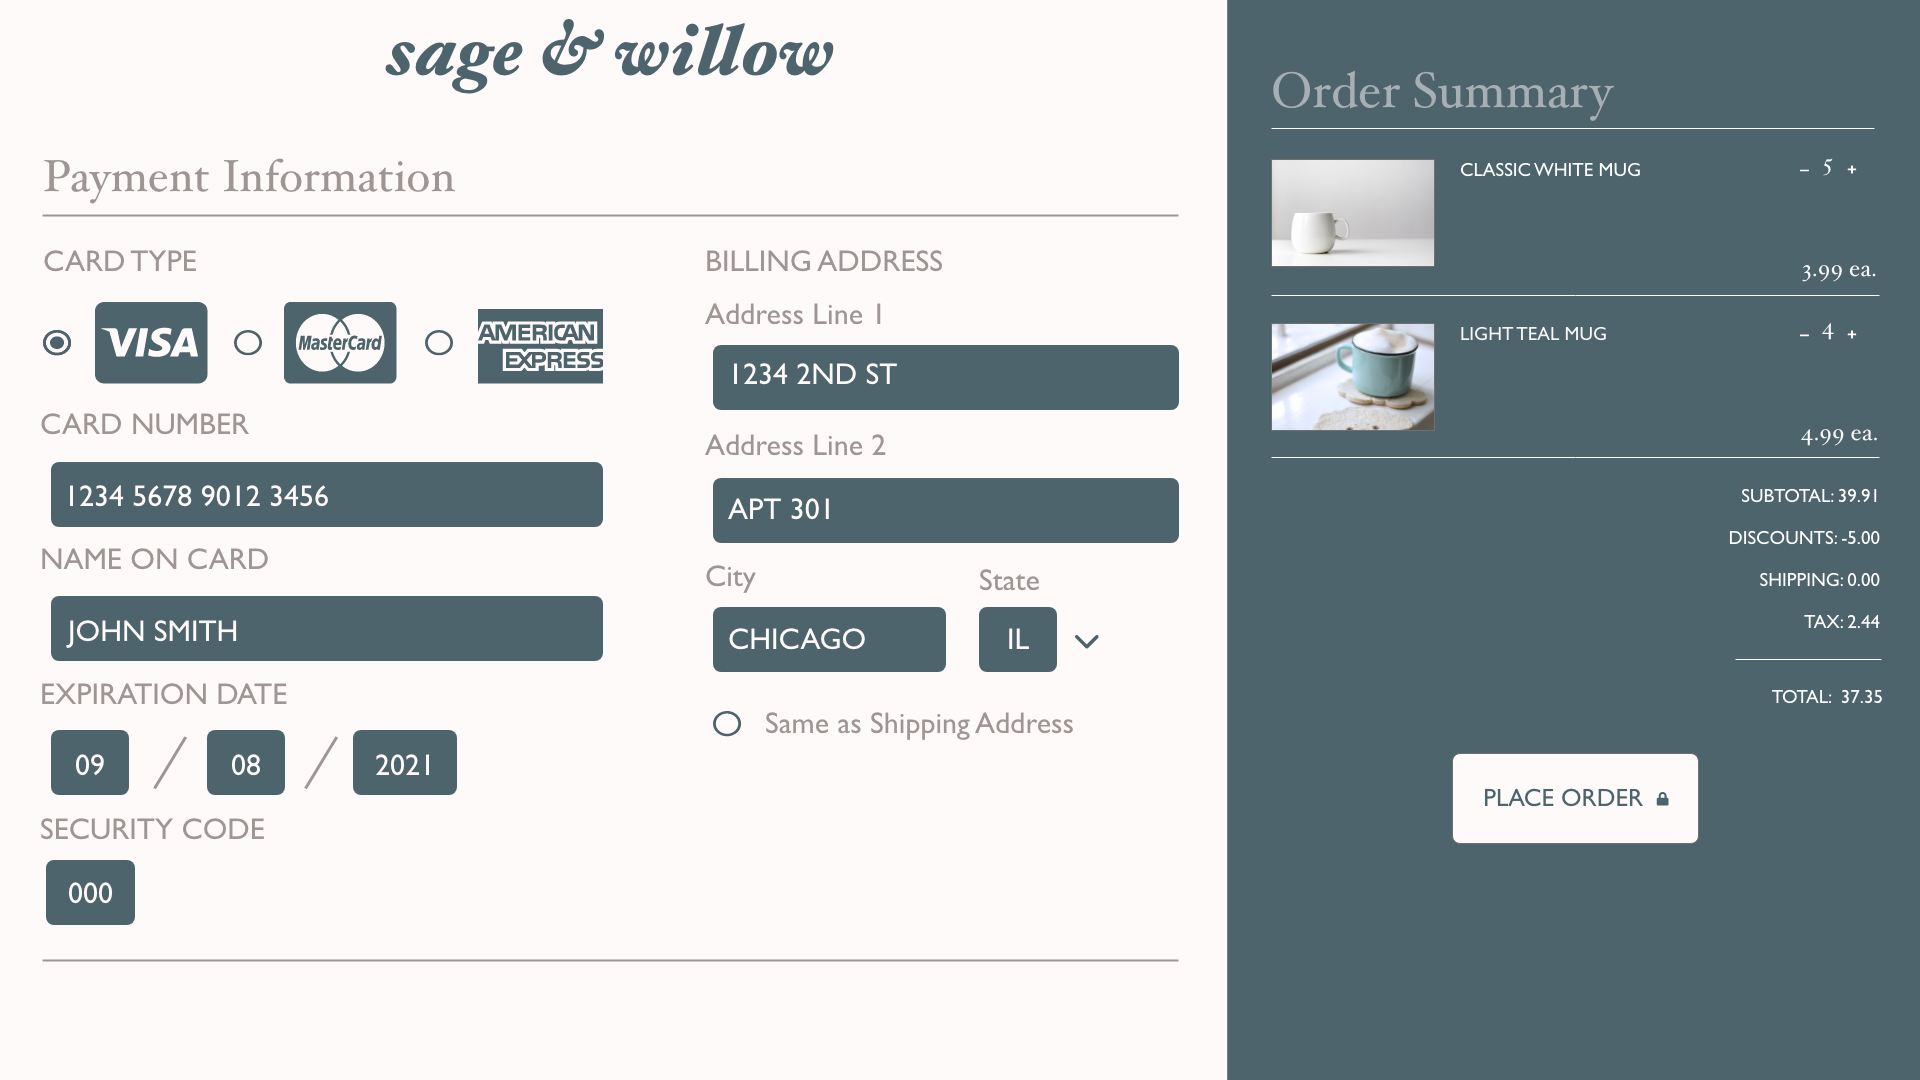 sage & willow
Payment Information
CARD TYPE
VISA
MasterCard
AMERICAN
EXPRESS
CARD NUMBER
1234 5678 9012 3456
NAME ON CARD
JOHN SMITH
EXPIRATION DATE
09 / 08 / 2021
SECURITY CODE
000
BILLING ADDRESS
Address Line 1
1234 2ND ST
Address Line 2
APT 301
City State
CHICAGO IL
Same as Shipping Address
Order Summary
CLASSIC WHITE MUG – 5 +
3.99 ea.
LIGHT TEAL MUG – 4 +
4.99 ea.
SUBTOTAL: 39.91
DISCOUNTS: -5.00
SHIPPING: 0.00
TAX: 2.44
TOTAL: 37.35
PLACE ORDER